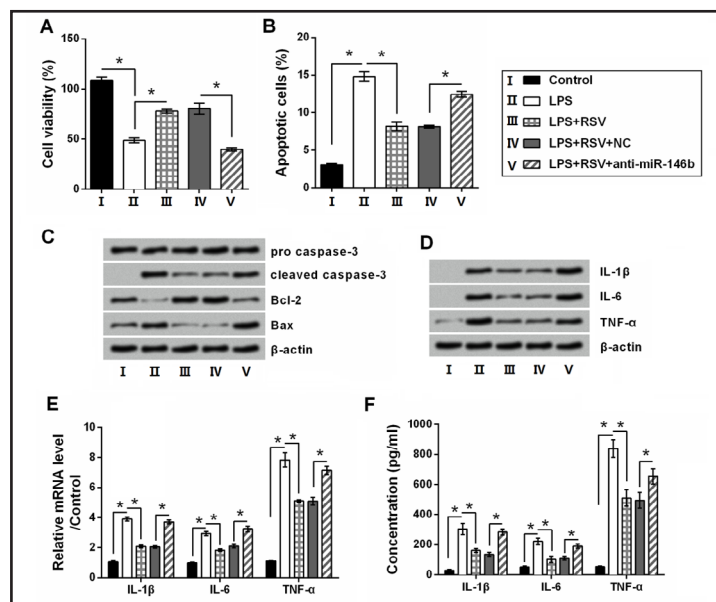 A
Cell viability (%)
150
100
50
0
*
*
*
I II III IV V
B
Apoptotic cells (%)
20
15
10
5
0
*
*
*
I II III IV V
I Control
II LPS
III LPS+RSV
IV LPS+RSV+NC
V LPS+RSV+anti-miR-146b
C
pro caspase-3
cleaved caspase-3
Bcl-2
Bax
β-actin
I II III IV V
D
IL-1β
IL-6
TNF-α
β-actin
I II III IV V
E
Relative mRNA level
/Control
10
8
6
4
2
0
* * *
* * *
* * *
IL-1β IL-6 TNF-α
F
Concentration (pg/ml)
1000
800
600
400
200
0
* * *
* * *
* * *
IL-1β IL-6 TNF-α